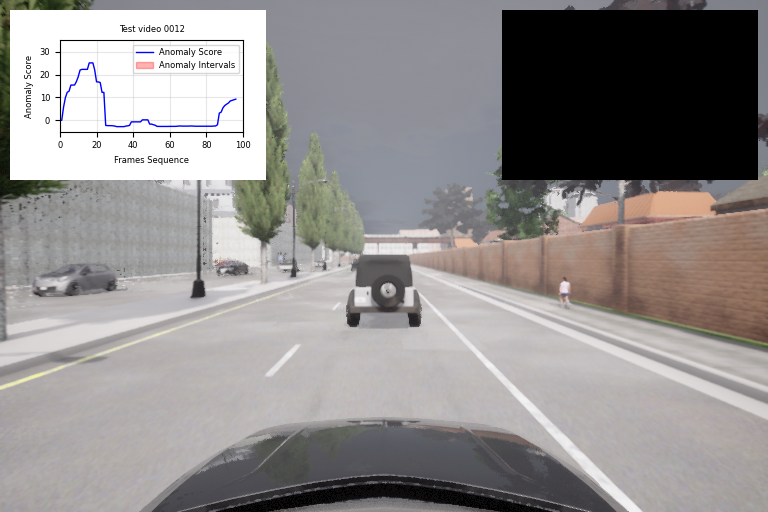 Test video 0012
Anomaly Score
Anomaly Intervals
30
20
10
0
Anomaly Score
0 20 40 60 80 100
Frames Sequence